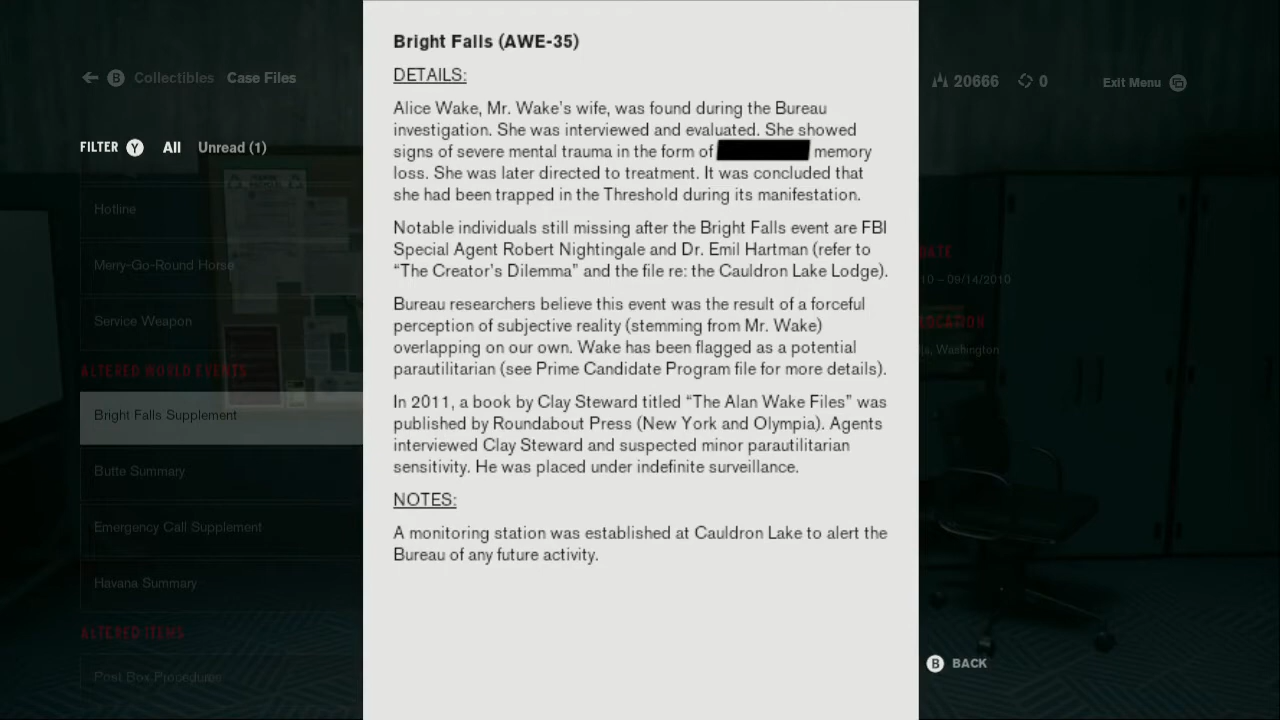 Bright Falls (AWE-35)
B Collectibles Case Files
20666 0 Exit Menu
DETAILS:
Alice Wake, Mr. Wake's wife, was found during the Bureau
investigation. She was interviewed and evaluated. She showed
signs of severe mental trauma in the form of memory
loss. She was later directed to treatment. It was concluded that
she had been trapped in the Threshold during its manifestation.
Notable individuals still missing after the Bright Falls event are FBI
Special Agent Robert Nightingale and Dr. Emil Hartman (refer to
“The Creator's Dilemma” and the file re: the Cauldron Lake Lodge).
Bureau researchers believe this event was the result of a forceful
perception of subjective reality (stemming from Mr. Wake)
overlapping on our own. Wake has been flagged as a potential
parautilitarian (see Prime Candidate Program file for more details).
In 2011, a book by Clay Steward titled “The Alan Wake Files” was
published by Roundabout Press (New York and Olympia). Agents
interviewed Clay Steward and suspected minor parautilitarian
sensitivity. He was placed under indefinite surveillance.
NOTES:
A monitoring station was established at Cauldron Lake to alert the
Bureau of any future activity.
FILTER Y All Unread (1)
Hotline
Merry-Go-Round Horse
Service Weapon
ALTERED WORLD EVENTS
Bright Falls Supplement
Butte Summary
Emergency Call Supplement
Havana Summary
ALTERED ITEMS
Post Box Procedures
DATE
10 – 09/14/2010
LOCATION
ls, Washington
B BACK